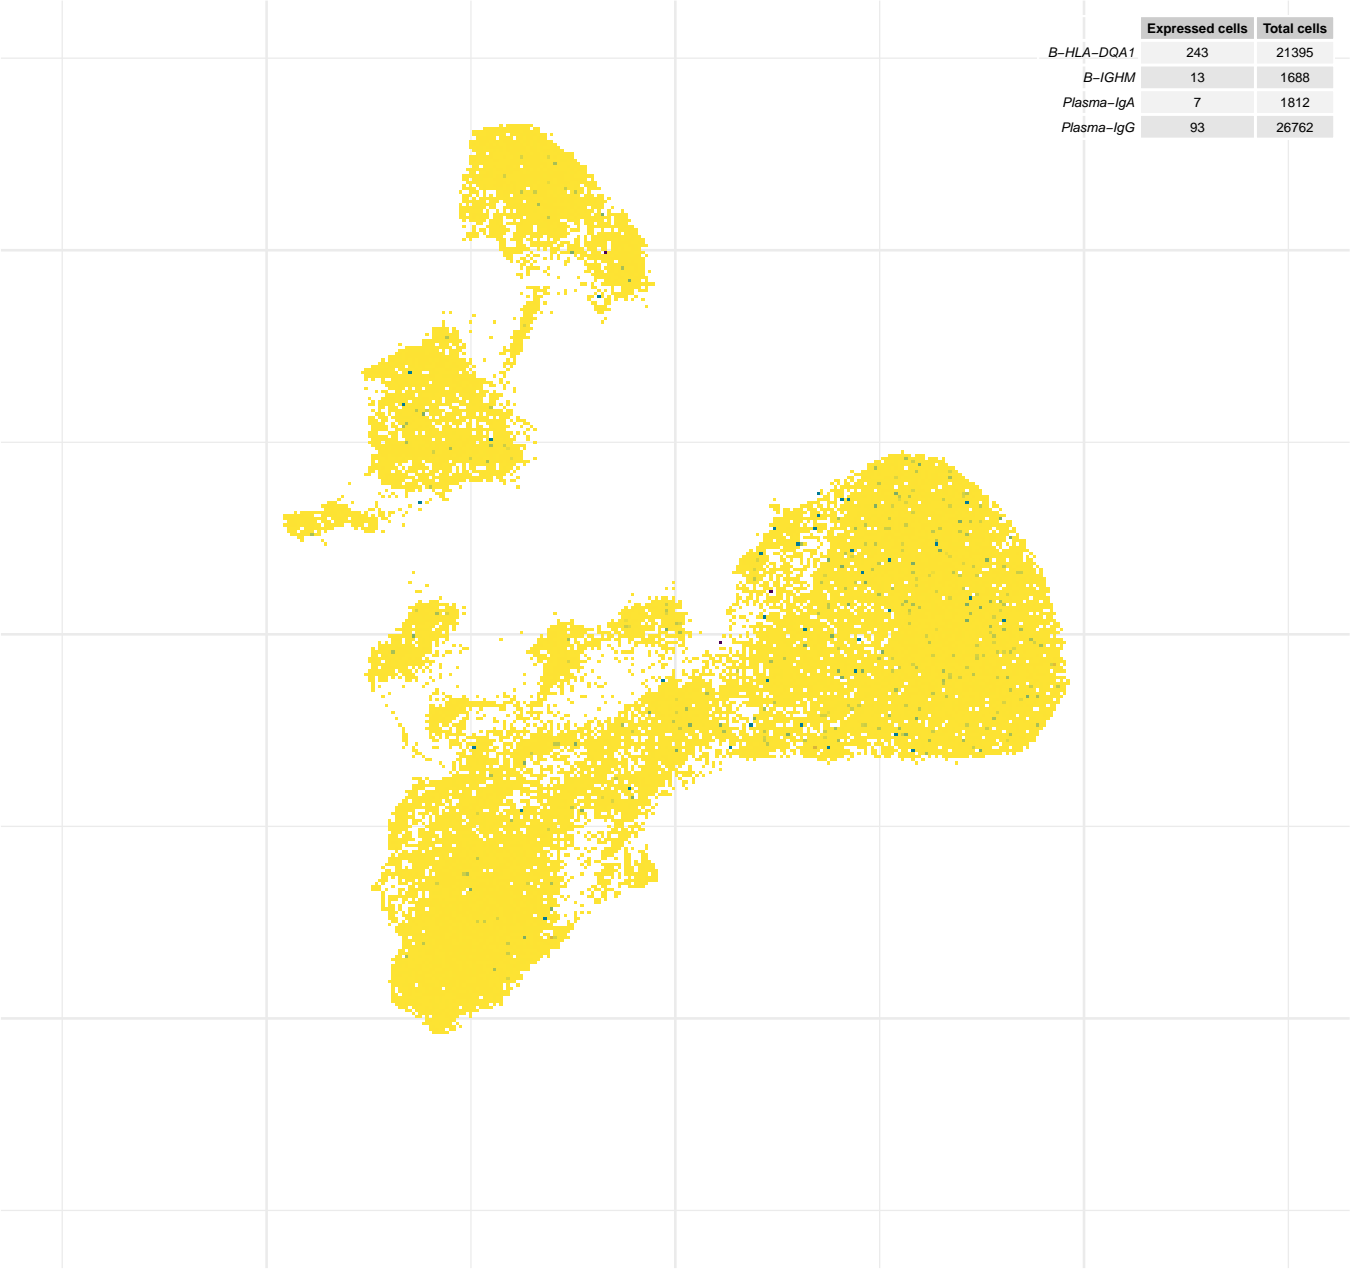 Expressed cells Total cells
B−HLA−DQA1 243 21395
B−IGHM 13 1688
Plasma−IgA 7 1812
Plasma−IgG 93 26762